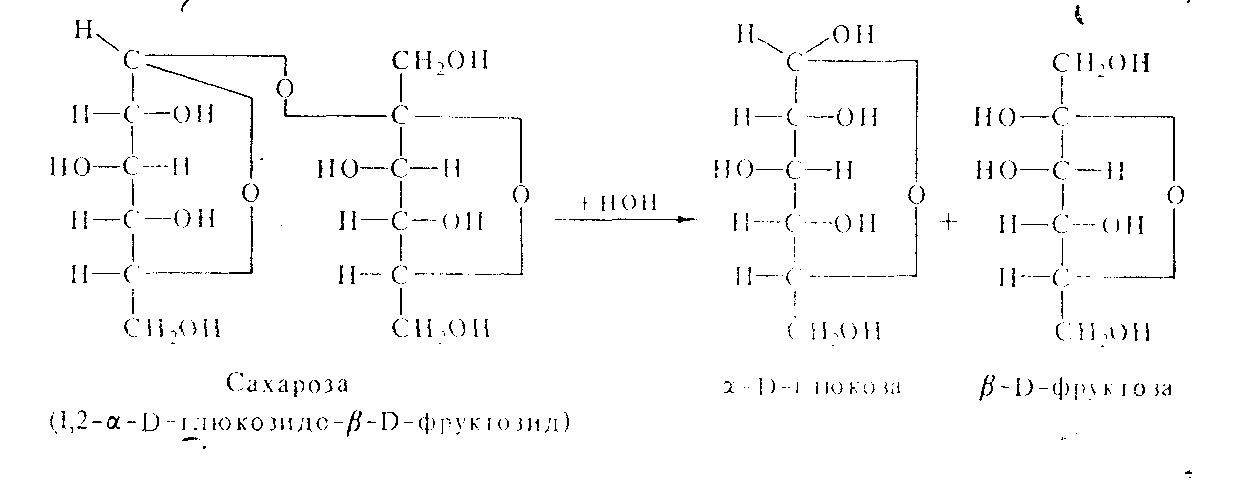 H C H—C—OH HO—C—H H—C—OH H—C CH₂OH O O
CH₂OH C HO—C—H H—C—OH H—C CH₂OH O
+HOH
H OH C H—C—OH HO—C—H H—C—OH H—C CH₂OH O
+
CH₂OH HO—C HO—C—H H—C—OH H—C CH₂OH O
Сахароза
(1,2-α-D-глюкозидо-β-D-фруктозид)
α-D-глюкоза
β-D-фруктоза